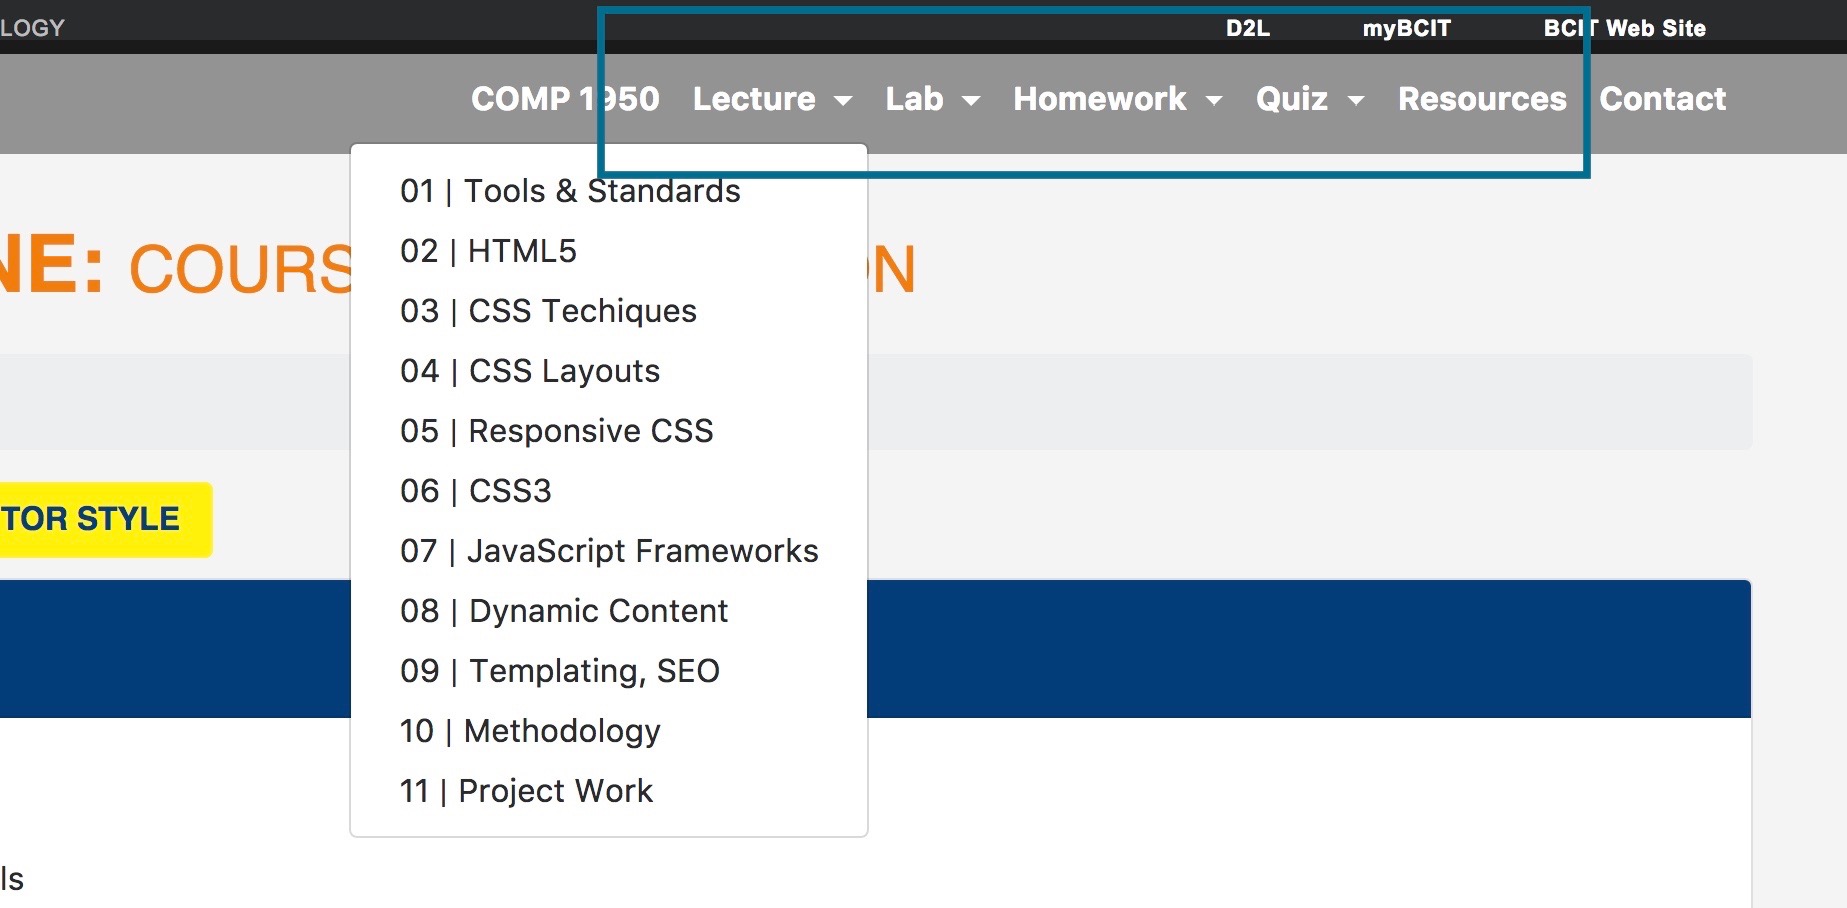 LOGY D2L myBCIT BCIT Web Site
COMP 1950 Lecture Lab Homework Quiz Resources Contact
01 | Tools & Standards
02 | HTML5
NE: COURS ON
03 | CSS Techiques
04 | CSS Layouts
05 | Responsive CSS
06 | CSS3
TOR STYLE
07 | JavaScript Frameworks
08 | Dynamic Content
09 | Templating, SEO
10 | Methodology
11 | Project Work
ls